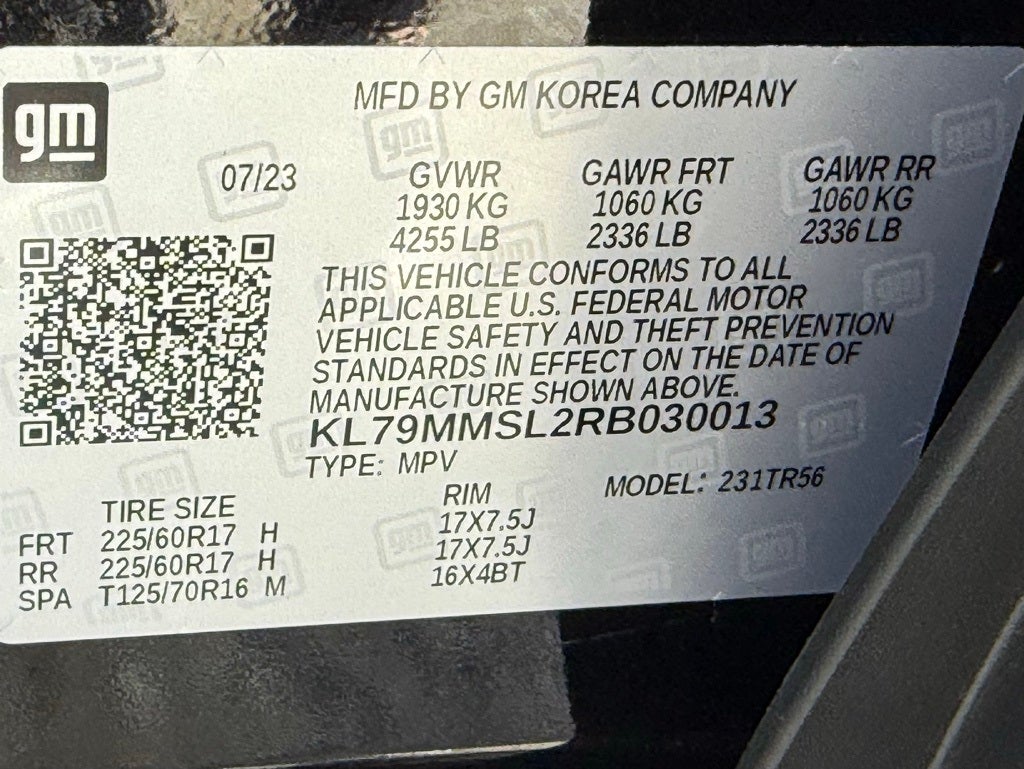 gm
MFD BY GM KOREA COMPANY
07/23 GVWR GAWR FRT GAWR RR
1930 KG 1060 KG 1060 KG
4255 LB 2336 LB 2336 LB
THIS VEHICLE CONFORMS TO ALL
APPLICABLE U.S. FEDERAL MOTOR
VEHICLE SAFETY AND THEFT PREVENTION
STANDARDS IN EFFECT ON THE DATE OF
MANUFACTURE SHOWN ABOVE.
KL79MMSL2RB030013
TYPE: MPV MODEL: 231TR56
TIRE SIZE RIM
FRT 225/60R17 H 17X7.5J
RR 225/60R17 H 17X7.5J
SPA T125/70R16 M 16X4BT